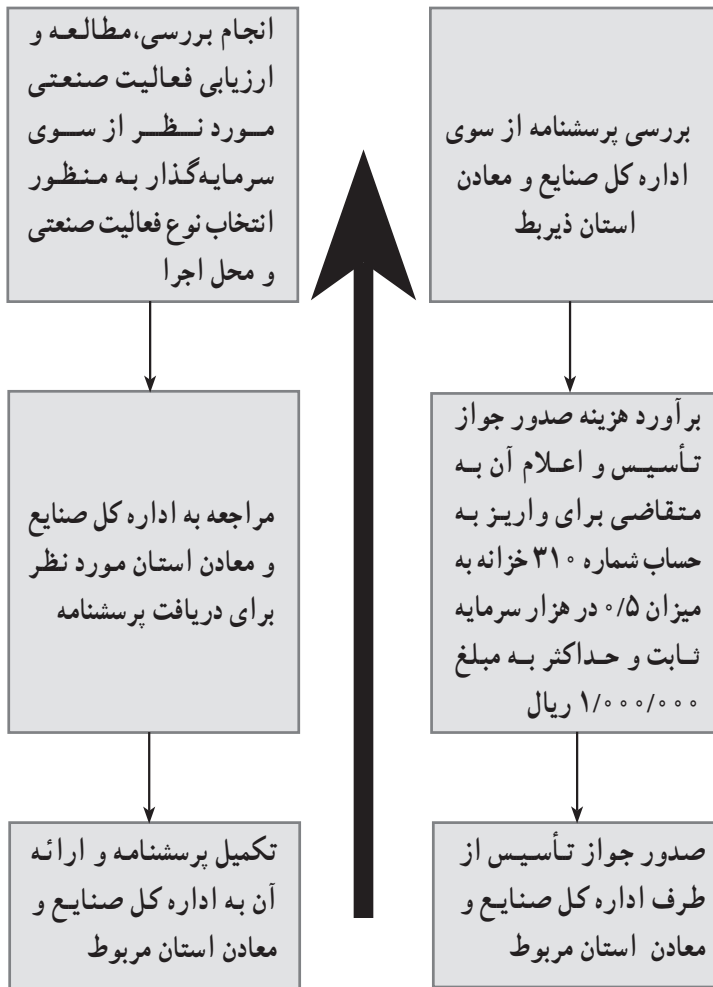 انجام بررسی،مطالعه و
ارزیابی فعالیت صنعتی
مورد نظر از سوی
سرمایه‌گذار به منظور
انتخاب نوع فعالیت صنعتی
و محل اجرا
مراجعه به اداره کل صنایع
و معادن استان مورد نظر
برای دریافت پرسشنامه
تکمیل پرسشنامه و ارائه
آن به اداره کل صنایع و
معادن استان مربوط
بررسی پرسشنامه از سوی
اداره کل صنایع و معادن
استان ذیربط
برآورد هزینه صدور جواز
تأسیس و اعلام آن به
متقاضی برای واریز به
حساب شماره ۳۱۰ خزانه به
میزان ۰/۵ در هزار سرمایه
ثابت و حداکثر به مبلغ
۱/۰۰۰/۰۰۰ ریال
صدور جواز تأسیس از
طرف اداره کل صنایع و
معادن استان مربوط